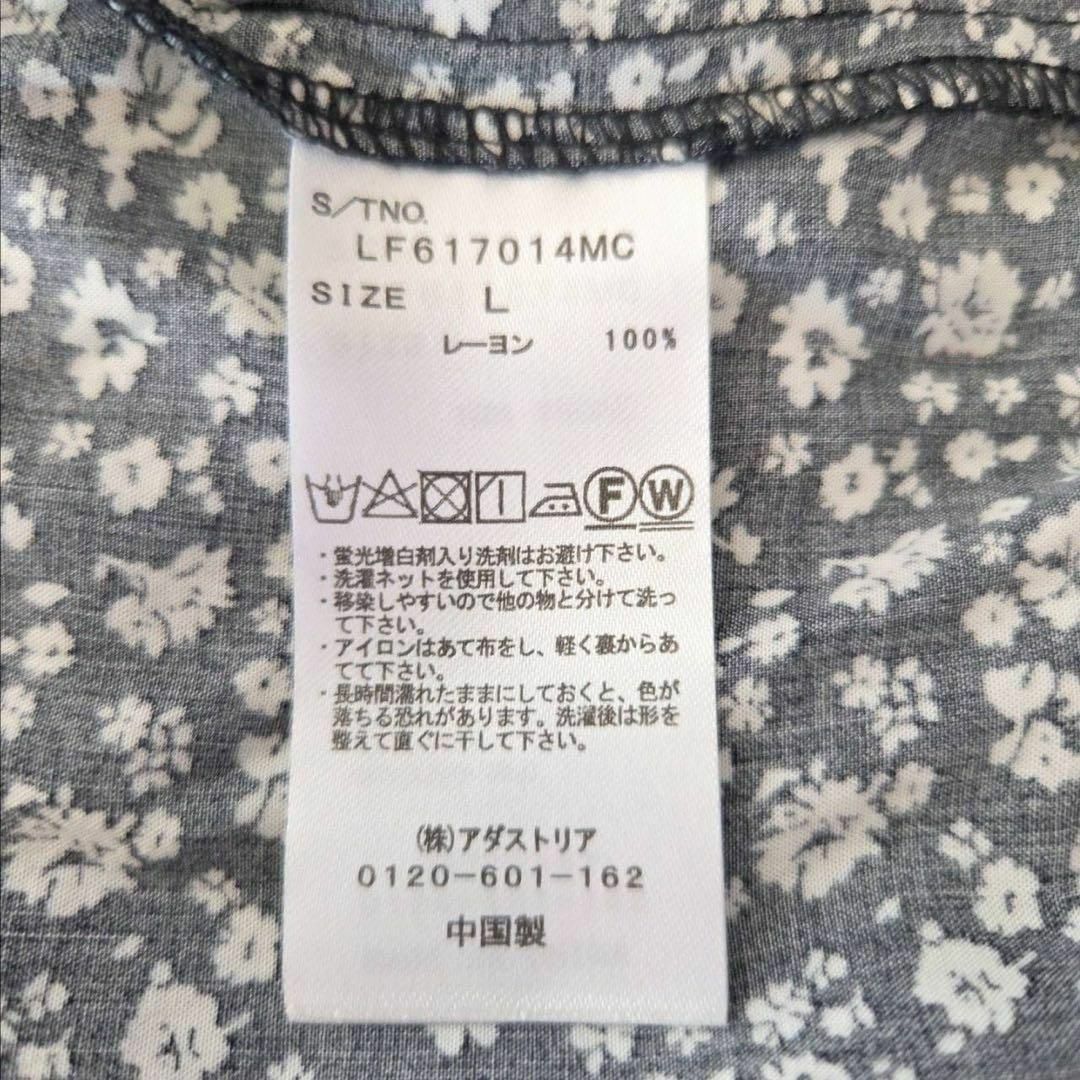 S/TNO.
LF617014MC
SIZE L
レーヨン 100%
F W
・蛍光増白剤入り洗剤はお避け下さい。
・洗濯ネットを使用して下さい。
・移染しやすいので他の物と分けて洗っ
て下さい。
・アイロンはあて布をし、軽く裏からあ
てて下さい。
・長時間濡れたままにしておくと、色が
落ちる恐れがあります。洗濯後は形を
整えて直ぐに干して下さい。
(株)アダストリア
0120-601-162
中国製